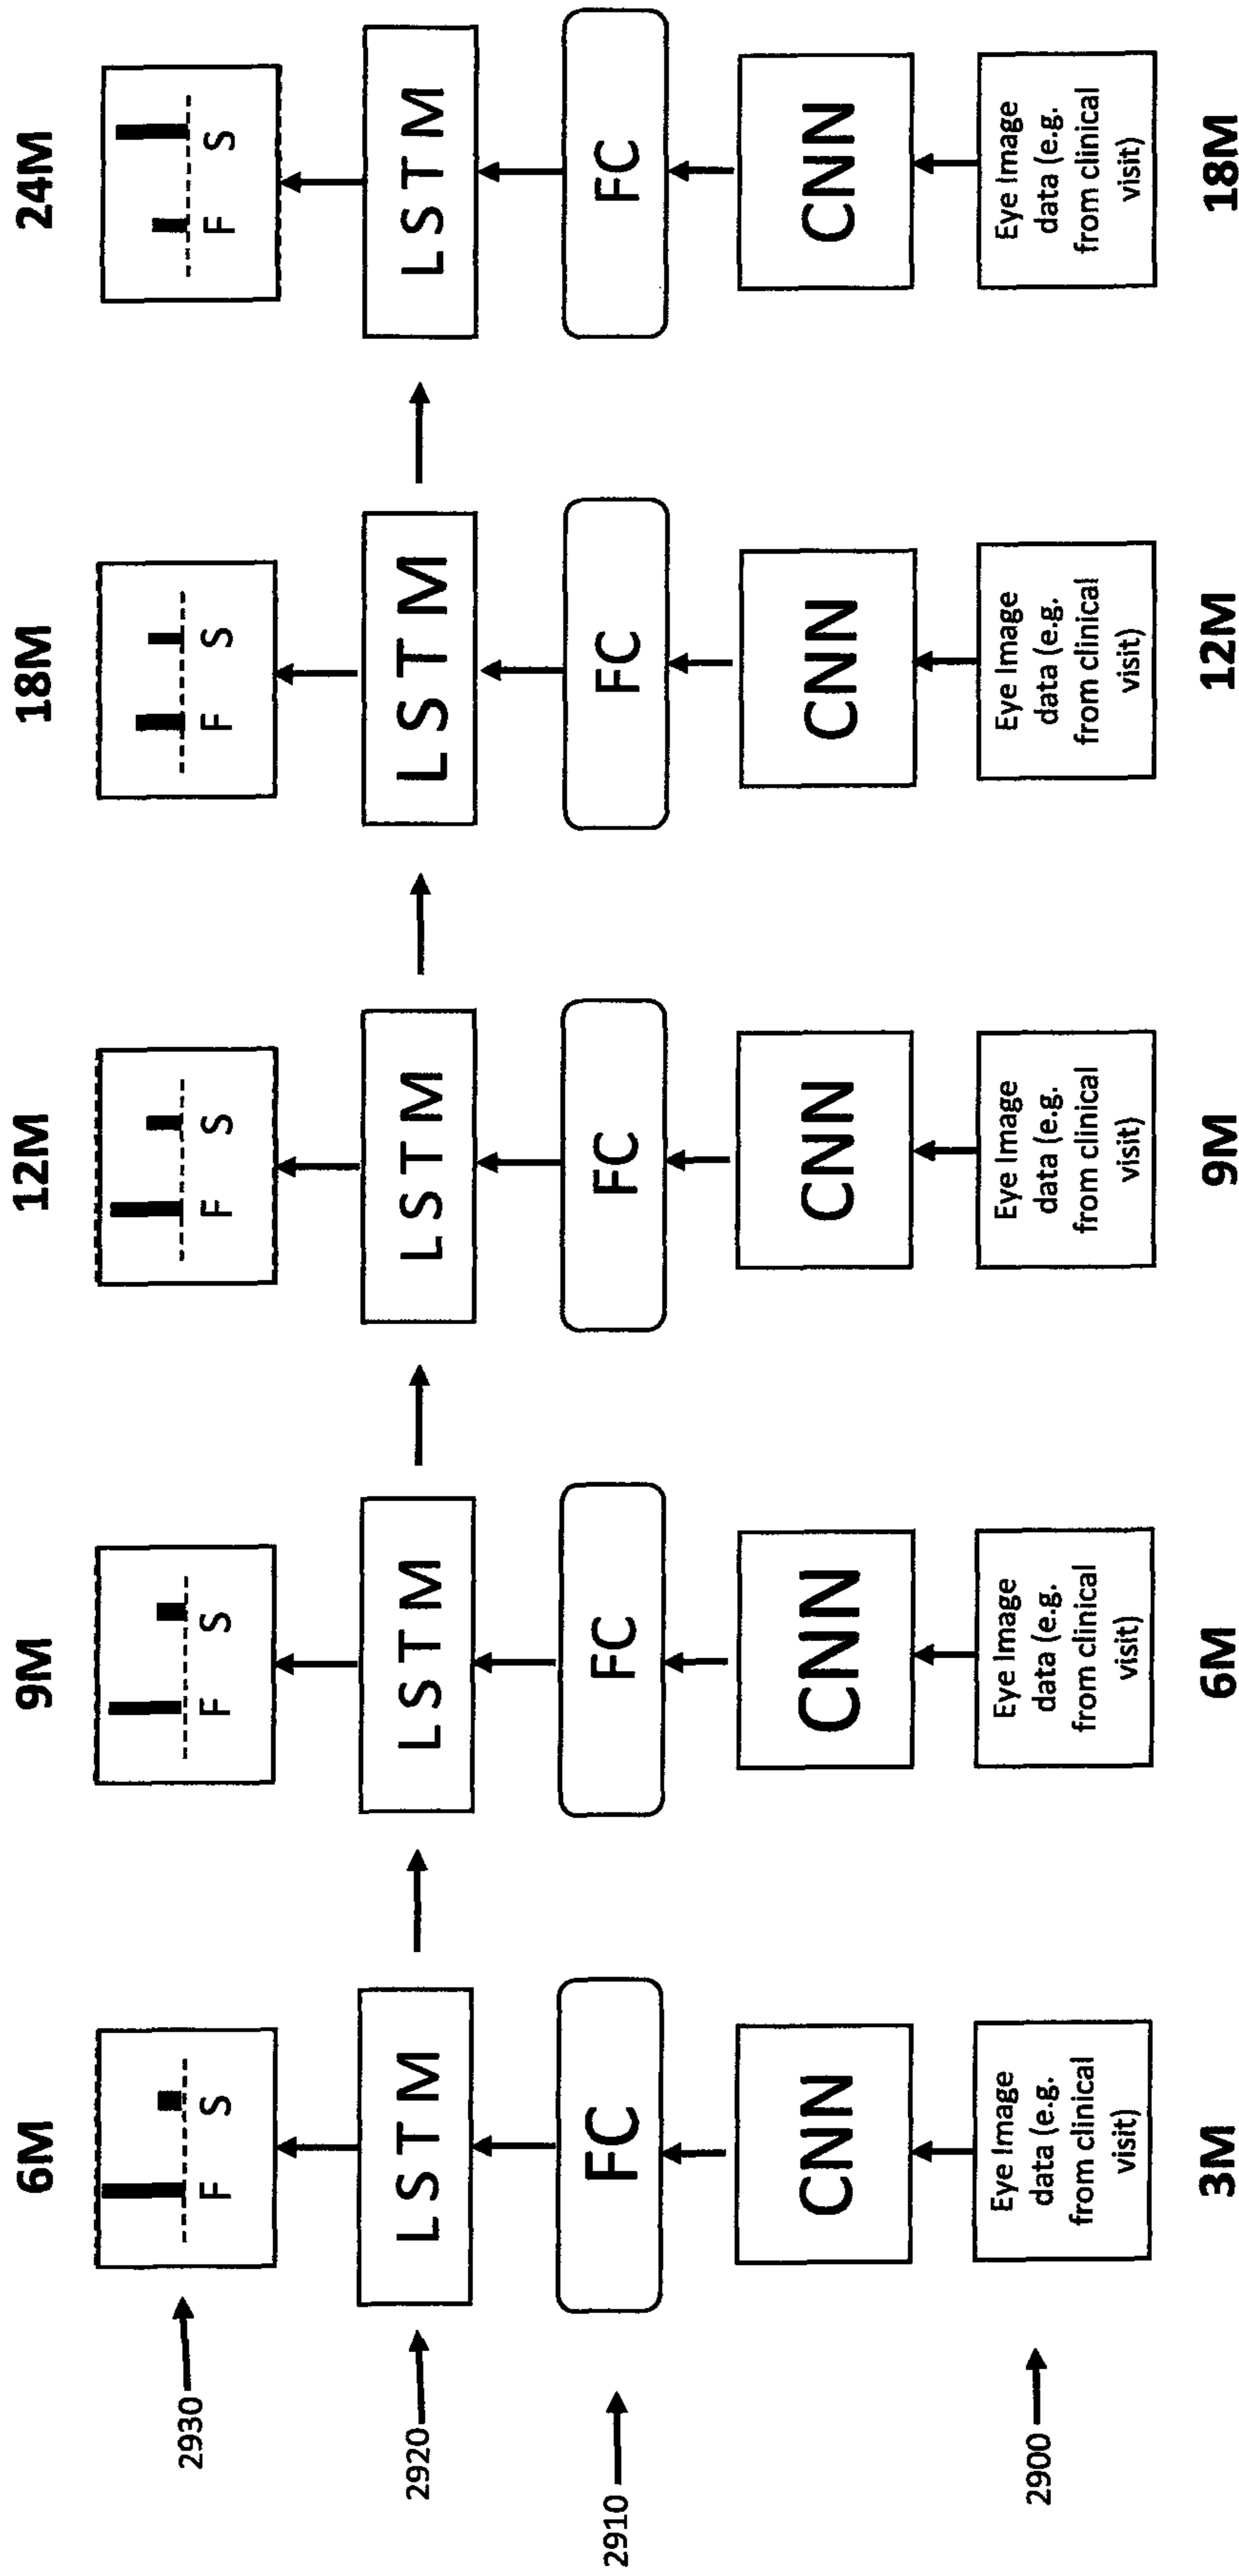 6M
9M
12M
18M
24M
2930
F S
F S
F S
F S
F S
2920
LSTM
LSTM
LSTM
LSTM
LSTM
2910
FC
FC
FC
FC
FC
CNN
CNN
CNN
CNN
CNN
2900
Eye Image
data (e.g.
from clinical
visit)
Eye Image
data (e.g.
from clinical
visit)
Eye Image
data (e.g.
from clinical
visit)
Eye Image
data (e.g.
from clinical
visit)
Eye Image
data (e.g.
from clinical
visit)
3M
6M
9M
12M
18M